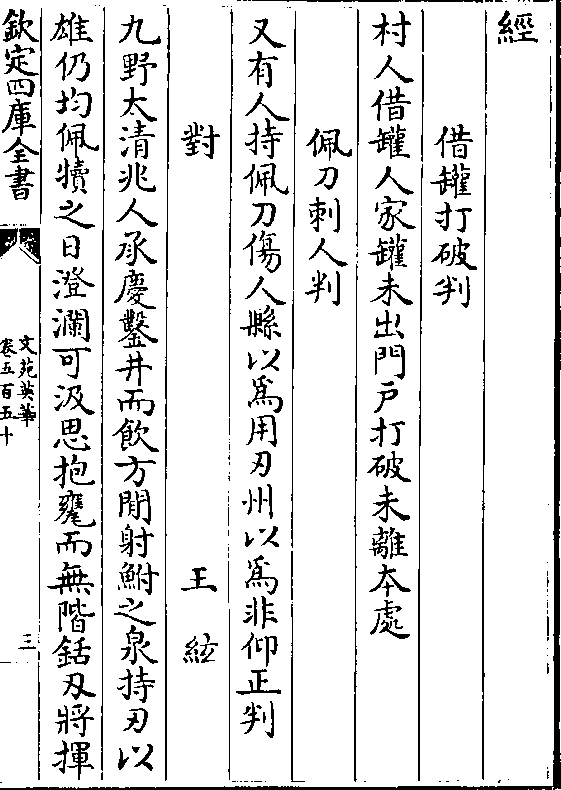 經
借罐打破判
村人借罐人家罐未出門戶打破未離本處
佩刀刺人判
又有人持佩刀傷人縣以為用刃州以為非仰正判
對 王絃
九野太清兆人承慶鑿井而飲方閒射鮒之泉持刃以
雄仍均佩犢之日澄瀾可汲思抱甕而無階銛刃將揮
欽定四庫全書
文苑英華
卷五百五十
三